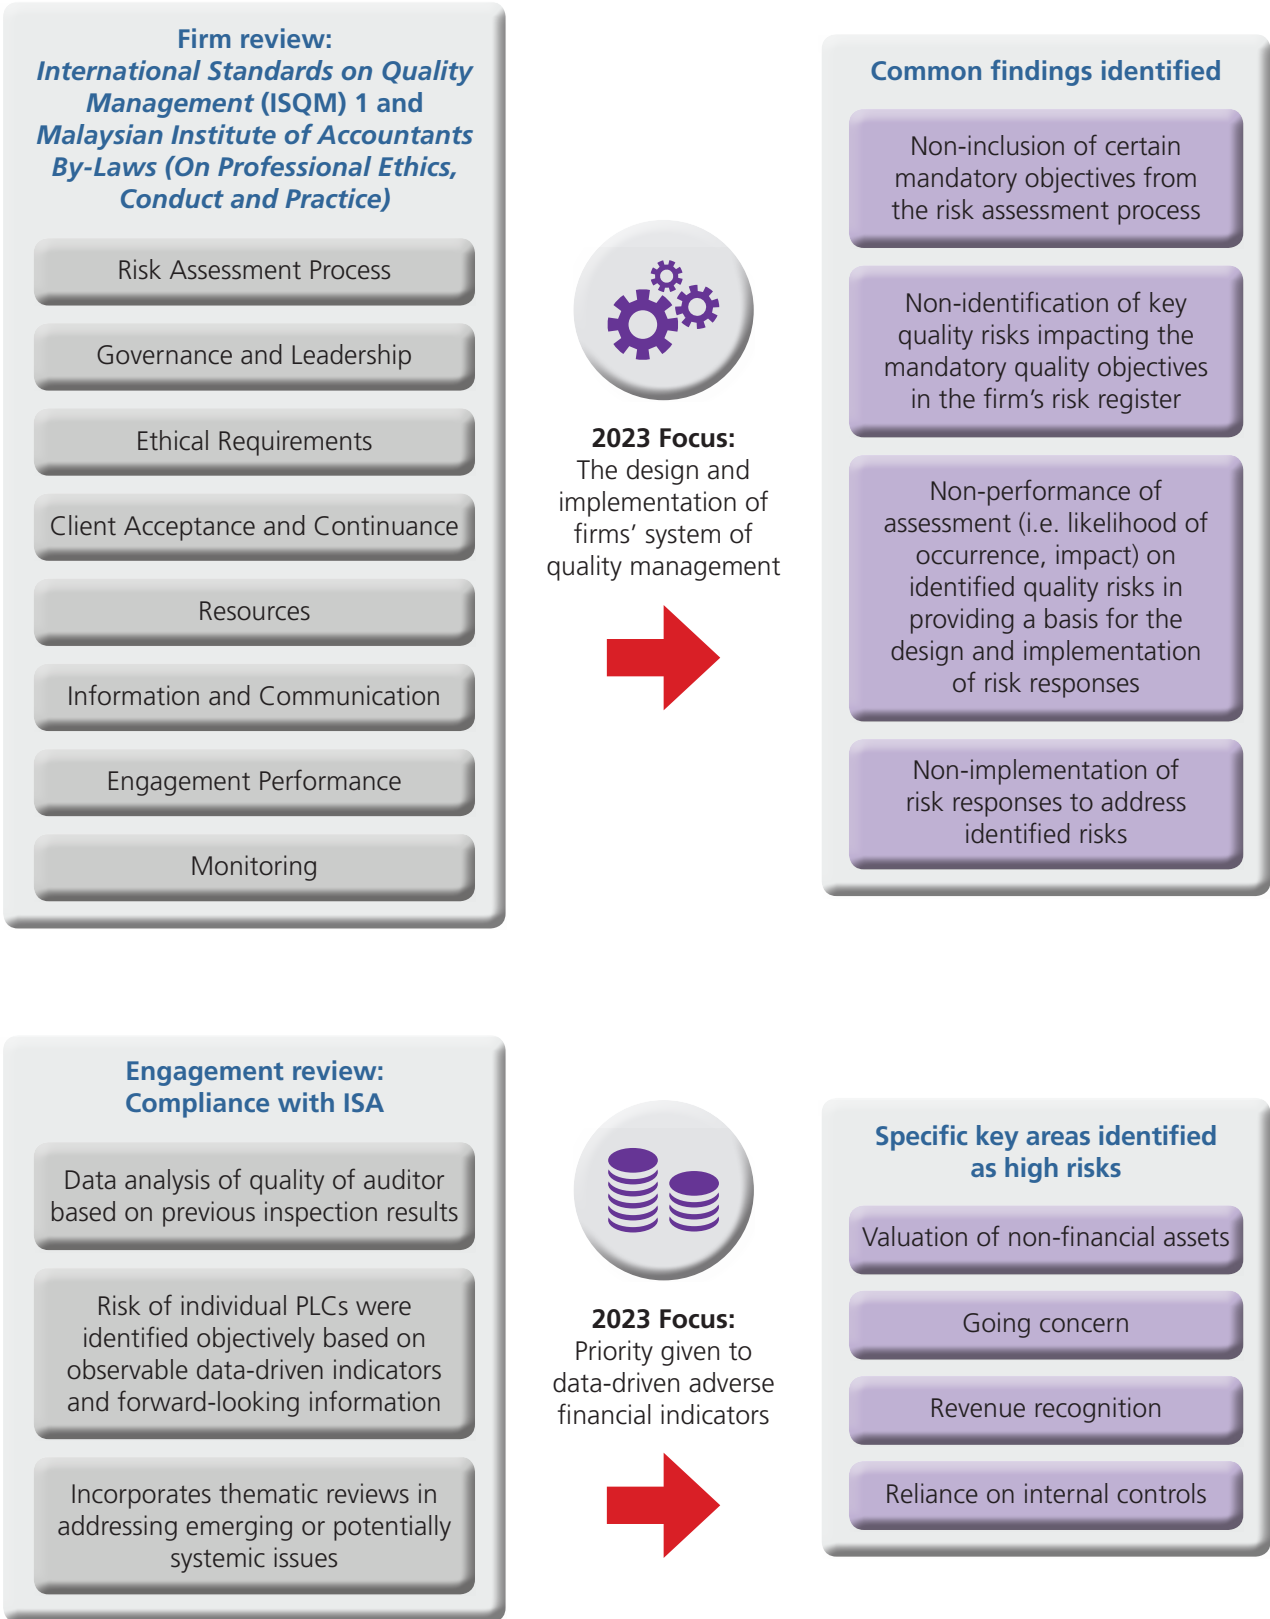 Firm review:
International Standards on Quality
Management (ISQM) 1 and
Malaysian Institute of Accountants
By-Laws (On Professional Ethics,
Conduct and Practice)
Risk Assessment Process
Governance and Leadership
Ethical Requirements
Client Acceptance and Continuance
Resources
Information and Communication
Engagement Performance
Monitoring
2023 Focus:
The design and
implementation of
firms’ system of
quality management
Common findings identified
Non-inclusion of certain
mandatory objectives from
the risk assessment process
Non-identification of key
quality risks impacting the
mandatory quality objectives
in the firm’s risk register
Non-performance of
assessment (i.e. likelihood of
occurrence, impact) on
identified quality risks in
providing a basis for the
design and implementation
of risk responses
Non-implementation of
risk responses to address
identified risks
Engagement review:
Compliance with ISA
Data analysis of quality of auditor
based on previous inspection results
Risk of individual PLCs were
identified objectively based on
observable data-driven indicators
and forward-looking information
Incorporates thematic reviews in
addressing emerging or potentially
systemic issues
2023 Focus:
Priority given to
data-driven adverse
financial indicators
Specific key areas identified
as high risks
Valuation of non-financial assets
Going concern
Revenue recognition
Reliance on internal controls